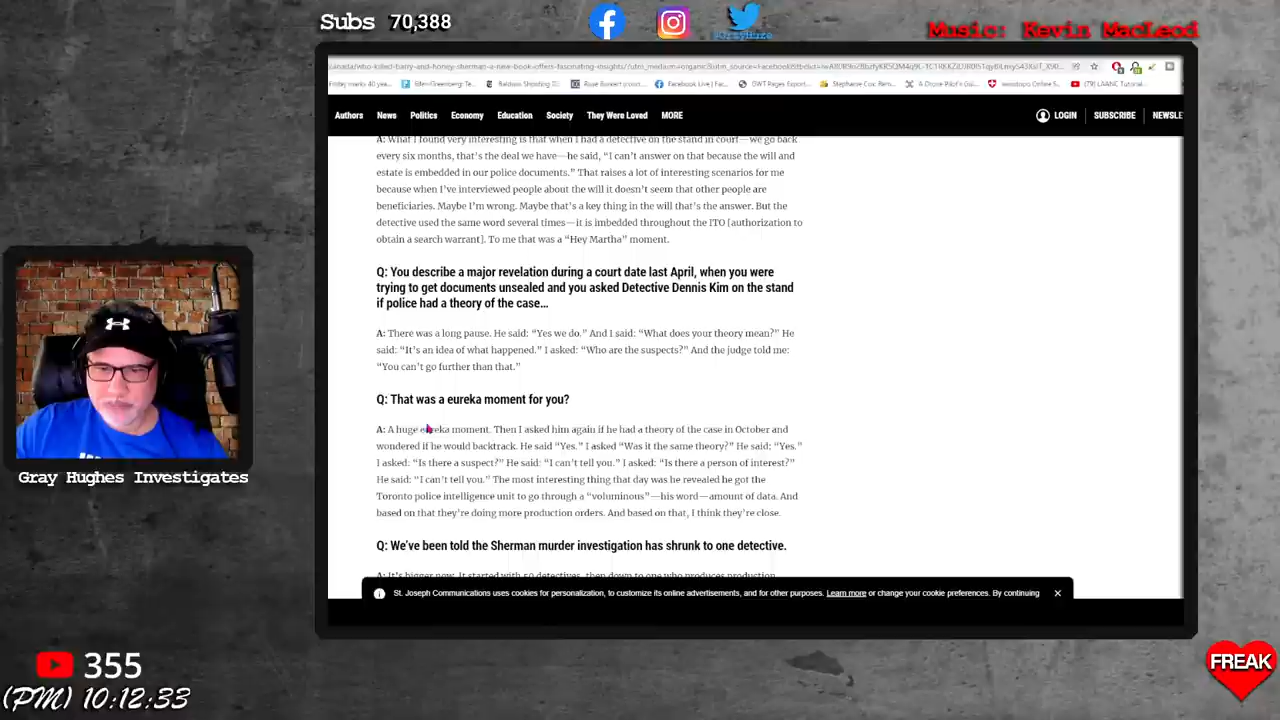 Subs 70,388
Music: Kevin MacLeod
Authors News Politics Economy Education Society They Were Loved MORE LOGIN SUBSCRIBE NEWSLE
A: What I found very interesting is that when I had a detective on the stand in court—we go back
every six months, that's the deal we have—he said, “I can't answer on that because the will and
estate is embedded in our police documents.” That raises a lot of interesting scenarios for me
because when I've interviewed people about the will it doesn't seem that other people are
beneficiaries. Maybe I'm wrong. Maybe that's a key thing in the will that's the answer. But the
detective used the same word several times—it is imbedded throughout the ITO [authorization to
obtain a search warrant]. To me that was a “Hey Martha” moment.
Q: You describe a major revelation during a court date last April, when you were
trying to get documents unsealed and you asked Detective Dennis Kim on the stand
if police had a theory of the case...
A: There was a long pause. He said: “Yes we do.” And I said: “What does your theory mean?” He
said: “It's an idea of what happened.” I asked: “Who are the suspects?” And the judge told me:
“You can't go further than that.”
Q: That was a eureka moment for you?
A: A huge eureka moment. Then I asked him again if he had a theory of the case in October and
wondered if he would backtrack. He said “Yes.” I asked “Was it the same theory?” He said: “Yes.”
I asked: “Is there a suspect?” He said: “I can't tell you.” I asked: “Is there a person of interest?”
He said: “I can't tell you.” The most interesting thing that day was he revealed he got the
Toronto police intelligence unit to go through a “voluminous”—his word—amount of data. And
based on that they're doing more production orders. And based on that, I think they're close.
Q: We've been told the Sherman murder investigation has shrunk to one detective.
A: It's bigger now. It started with 50 detectives, then down to one who produces production
St. Joseph Communications uses cookies for personalization, to customize its online advertisements, and for other purposes. Learn more or change your cookie preferences. By continuing
Gray Hughes Investigates
355
(PM) 10:12:33
FREAK